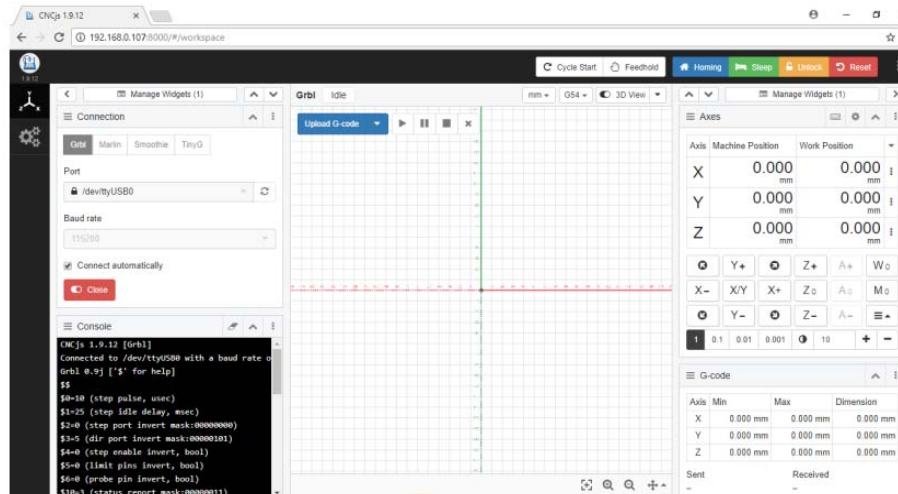 CNCjs 1.9.12
192.168.0.107:8000/#/workspace
1.9.12
Cycle Start Feedhold Homing Sleep Unlock Reset
Manage Widgets (1)
Connection
Grbl Marlin Smoothie TinyG
Port
/dev/ttyUSB0
Baud rate
115200
Connect automatically
Close
Console
CNCjs 1.9.12 [Grbl]
Connected to /dev/ttyUSB0 with a baud rate o
Grbl 0.9j ['$' for help]
$$
$0=10 (step pulse, usec)
$1=25 (step idle delay, msec)
$2=0 (step port invert mask:00000000)
$3=5 (dir port invert mask:00000101)
$4=0 (step enable invert, bool)
$5=0 (limit pins invert, bool)
$6=0 (probe pin invert, bool)
$10=3 (status report mask:00000011)
Grbl Idle mm G54 3D View
Upload G-code
Manage Widgets (1)
Axes
Axis Machine Position Work Position
X 0.000 mm 0.000 mm
Y 0.000 mm 0.000 mm
Z 0.000 mm 0.000 mm
Y+ Z+ A+ W0
X- X/Y X+ Z0 A0 M0
Y- Z- A-
1 0.1 0.01 0.001 10 + -
G-code
Axis Min Max Dimension
X 0.000 mm 0.000 mm 0.000 mm
Y 0.000 mm 0.000 mm 0.000 mm
Z 0.000 mm 0.000 mm 0.000 mm
Sent Received
– –